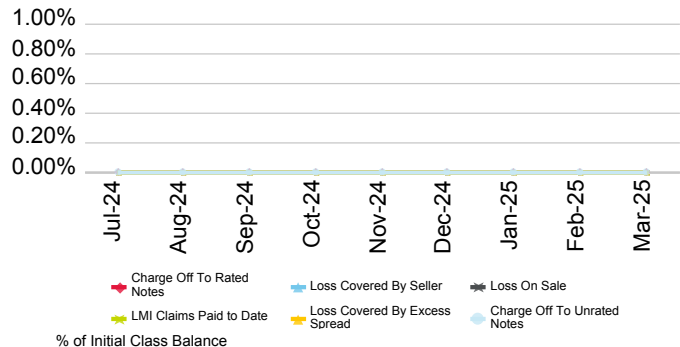 1.00%
0.80%
0.60%
0.40%
0.20%
0.00%
Jul-24
Aug-24
Sep-24
Oct-24
Nov-24
Dec-24
Jan-25
Feb-25
Mar-25
Charge Off To Rated
Notes
Loss Covered By Seller
Loss On Sale
LMI Claims Paid to Date
Loss Covered By Excess
Spread
Charge Off To Unrated
Notes
% of Initial Class Balance